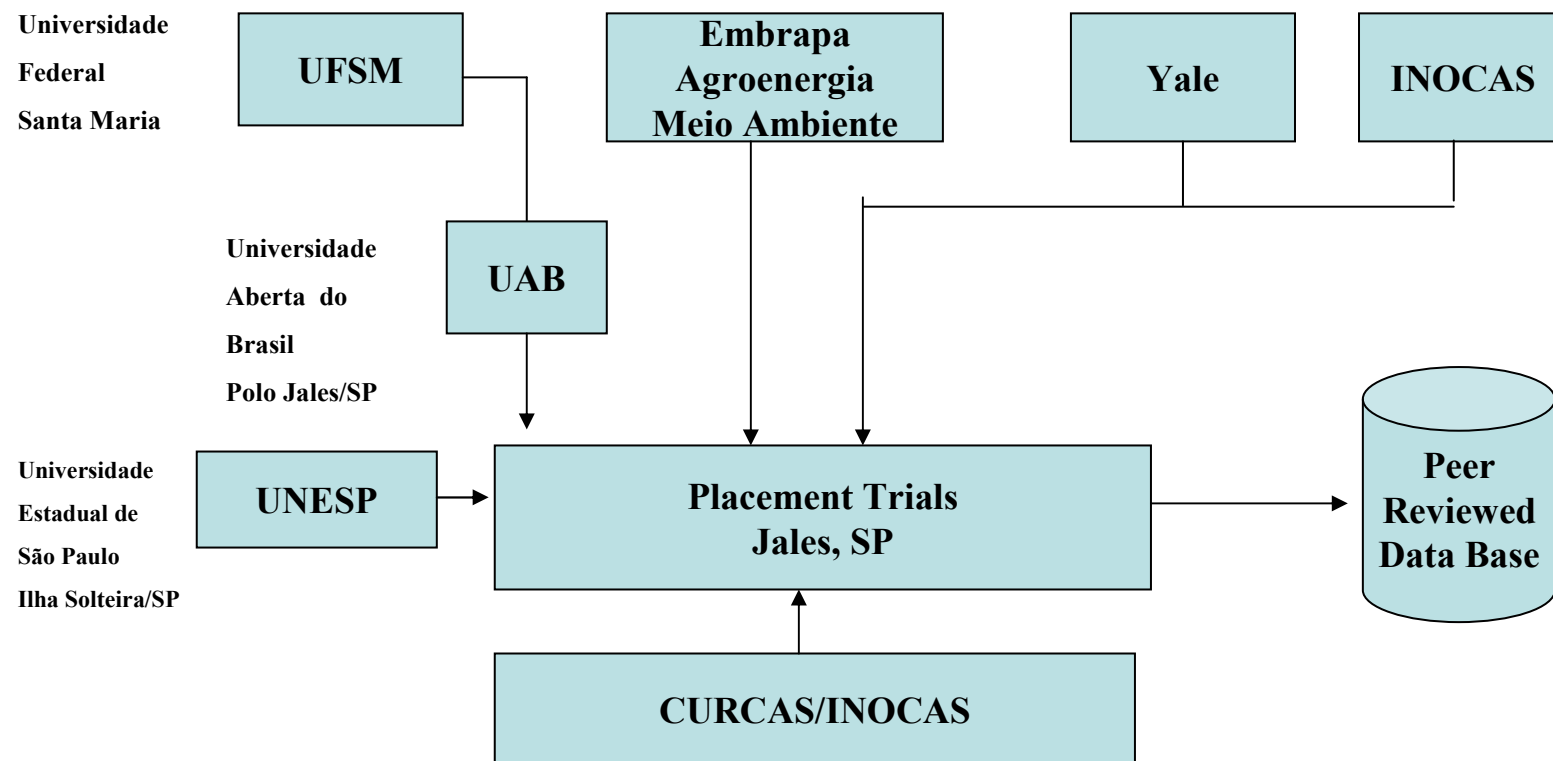 Universidade
Federal
Santa Maria
UFSM
Embrapa
Agroenergia
Meio Ambiente
Yale
INOCAS
Universidade
Aberta do
Brasil
Polo Jales/SP
UAB
Universidade
Estadual de
São Paulo
Ilha Solteira/SP
UNESP
Placement Trials
Jales, SP
Peer
Reviewed
Data Base
CURCAS/INOCAS